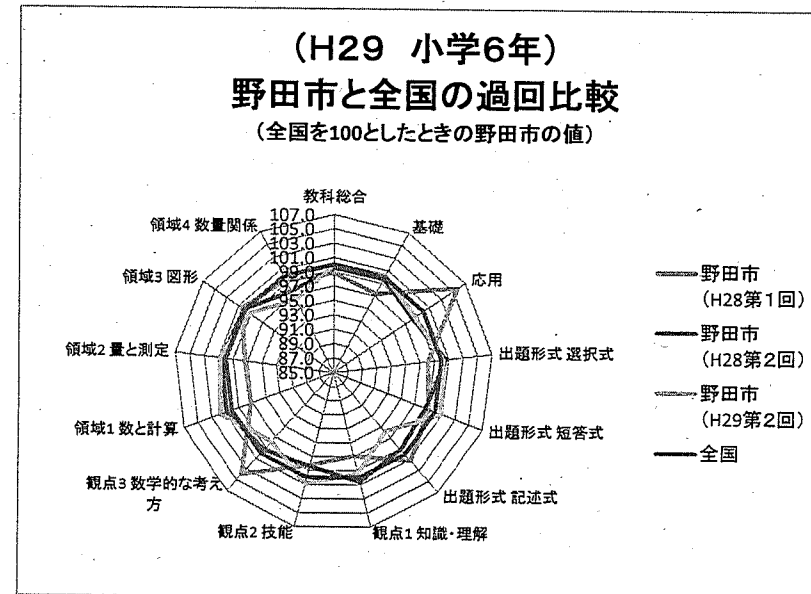 (H29 小学6年)
野田市と全国の過回比較
(全国を100としたときの野田市の値)
教科総合
基礎
応用
出題形式 選択式
出題形式 短答式
出題形式 記述式
観点1 知識・理解
観点2 技能
観点3 数学的な考え
方
領域1 数と計算
領域2 量と測定
領域3 図形
領域4 数量関係
107.0
105.0
103.0
101.0
99.0
97.0
95.0
93.0
91.0
89.0
87.0
85.0
野田市
(H28第1回)
野田市
(H28第2回)
野田市
(H29第2回)
全国